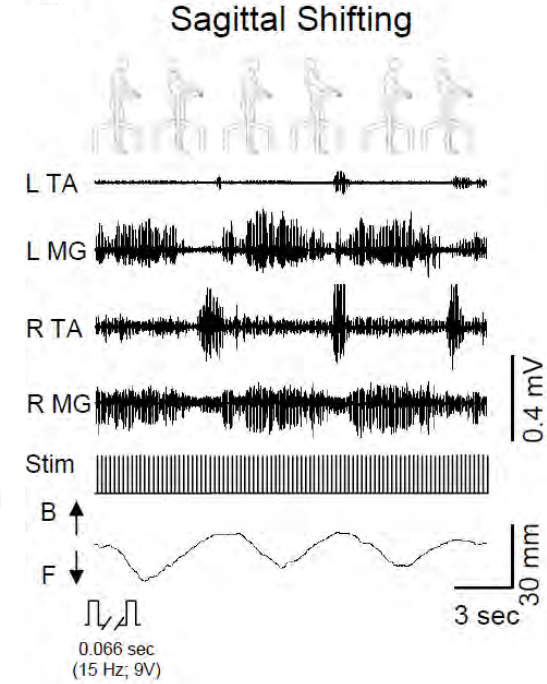 Sagittal Shifting
L TA
L MG
R TA
R MG
0.4 mV
Stim
B
F
30 mm
3 sec
0.066 sec
(15 Hz; 9V)